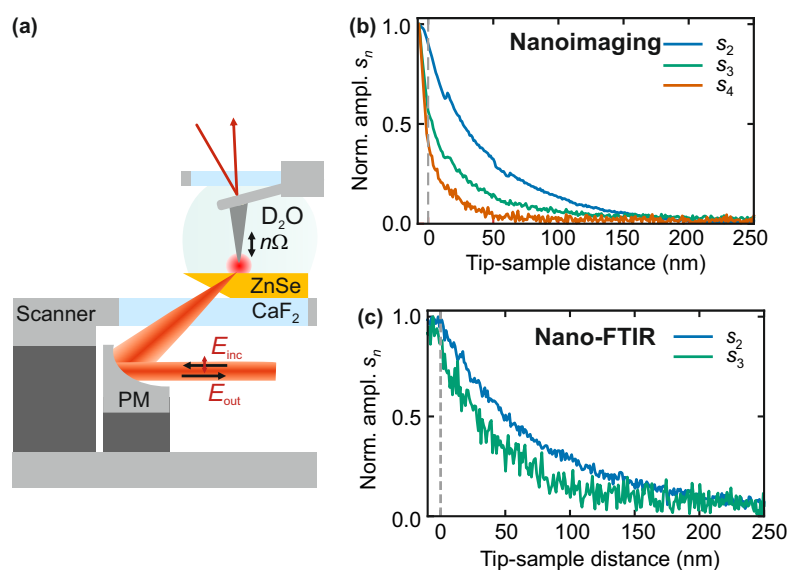 (a)
D₂O
nΩ
ZnSe
CaF₂
Scanner
E_inc
E_out
PM
(b)
Nanoimaging
s₂
s₃
s₄
Norm. ampl. sₙ
1.0
0.5
0.0
0 50 100 150 200 250
Tip-sample distance (nm)
(c)
Nano-FTIR
s₂
s₃
Norm. ampl. sₙ
1.0
0.5
0.0
0 50 100 150 200 250
Tip-sample distance (nm)